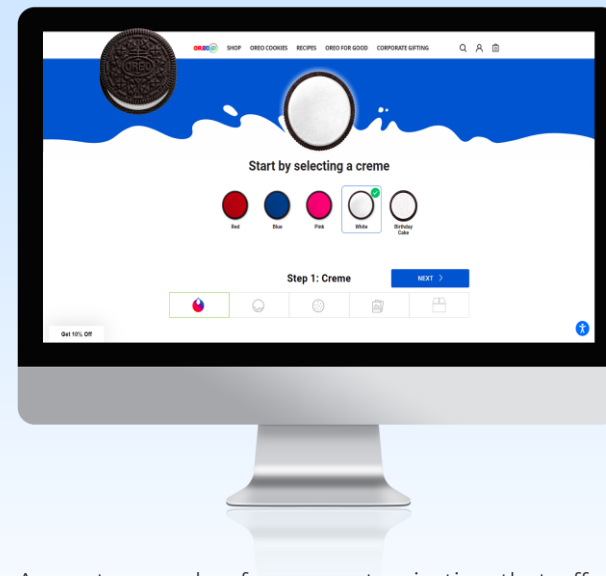 OREO
OREOiD SHOP OREO COOKIES RECIPES OREO FOR GOOD CORPORATE GIFTING
Start by selecting a creme
Red Blue Pink White Birthday
Cake
Step 1: Creme NEXT
Get 10% Off